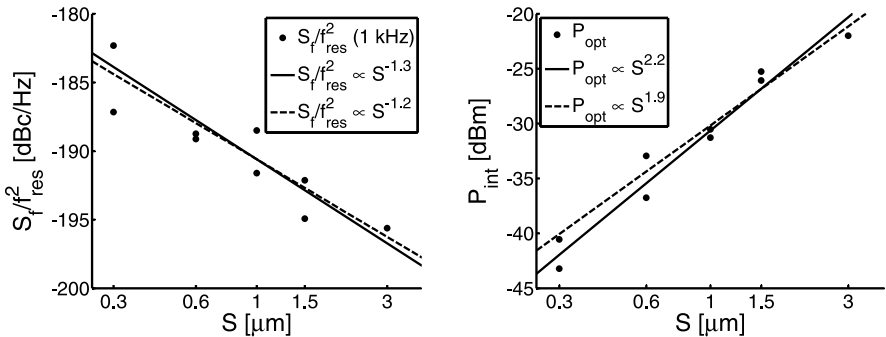 S_f/f²_res [dBc/Hz]
-180
-185
-190
-195
-200
S_f/f²_res (1 kHz)
S_f/f²_res ∝ S^-1.3
S_f/f²_res ∝ S^-1.2
0.3 0.6 1 1.5 3
S [μm]
P_int [dBm]
-20
-25
-30
-35
-40
-45
P_opt
P_opt ∝ S^2.2
P_opt ∝ S^1.9
0.3 0.6 1 1.5 3
S [μm]